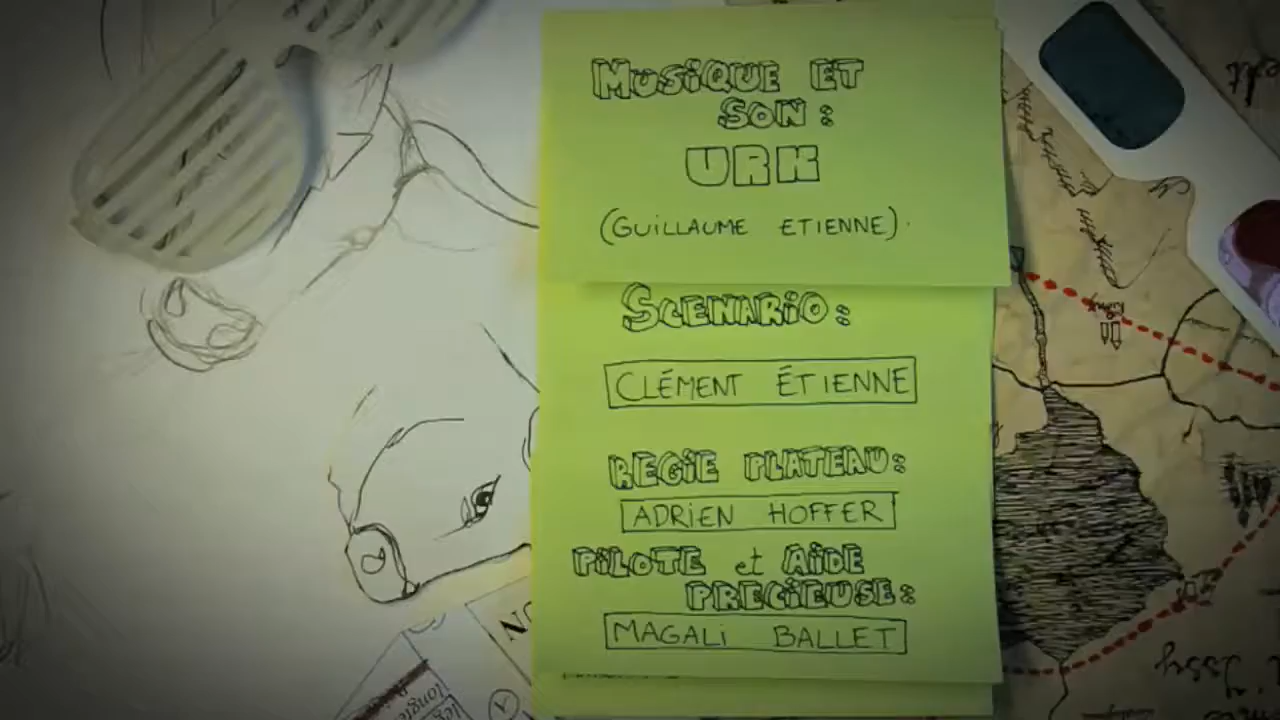 MUSIQUE ET
SON :
URK
(GUILLAUME ETIENNE).
SCENARIO :
CLÉMENT ÉTIENNE
REGIE PLATEAU :
ADRIEN HOFFER
PILOTE et AIDE
PRECIEUSE :
MAGALI BALLET